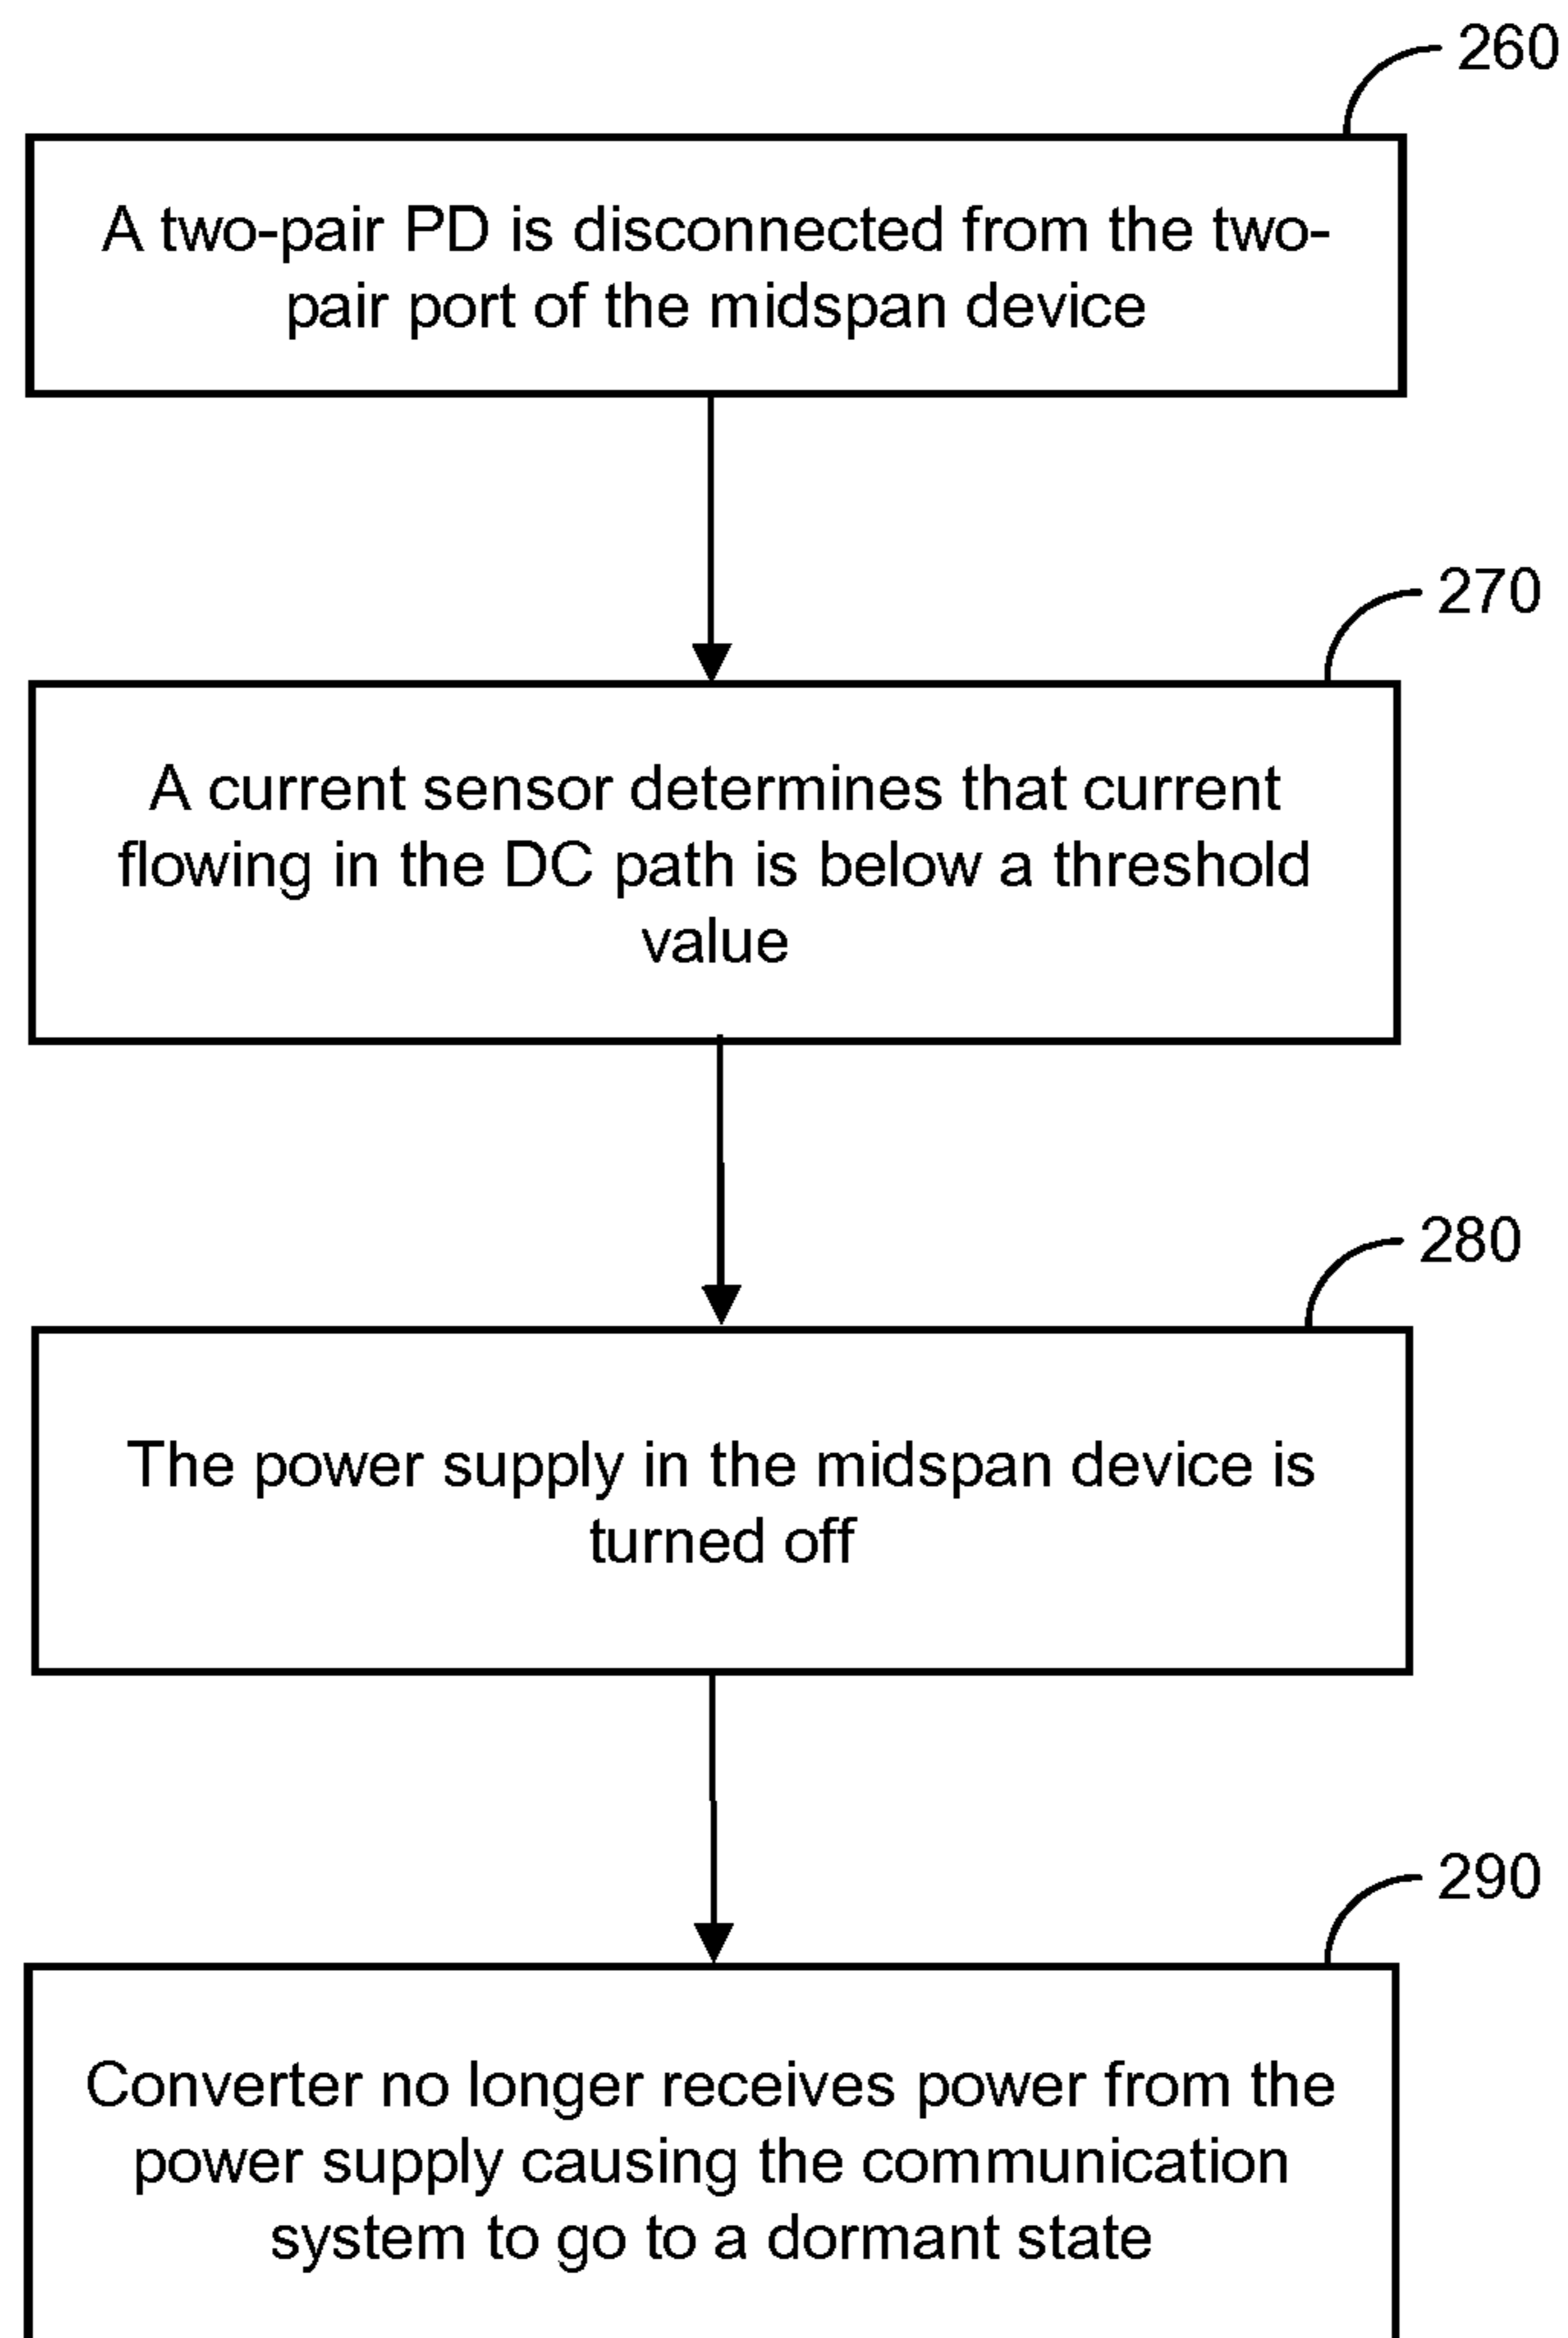 260
A two-pair PD is disconnected from the two-
pair port of the midspan device
270
A current sensor determines that current
flowing in the DC path is below a threshold
value
280
The power supply in the midspan device is
turned off
290
Converter no longer receives power from the
power supply causing the communication
system to go to a dormant state